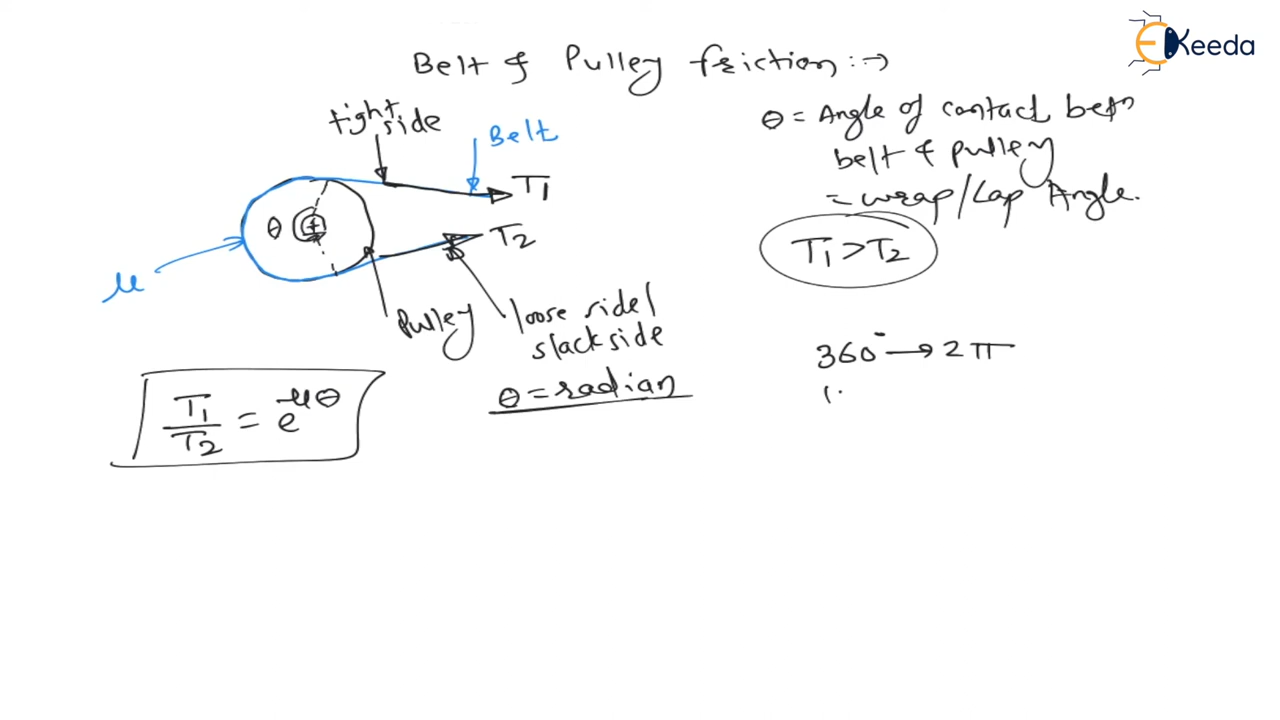 EKeeda
Belt & Pulley friction :→
tight side
Belt
θ = Angle of contact betn
belt & pulley
= wrap/Lap Angle.
T1
θ
T2
T1 > T2
μ
Pulley
loose side/
slack side
360° → 2π
θ = radian
T1/T2 = e^μθ